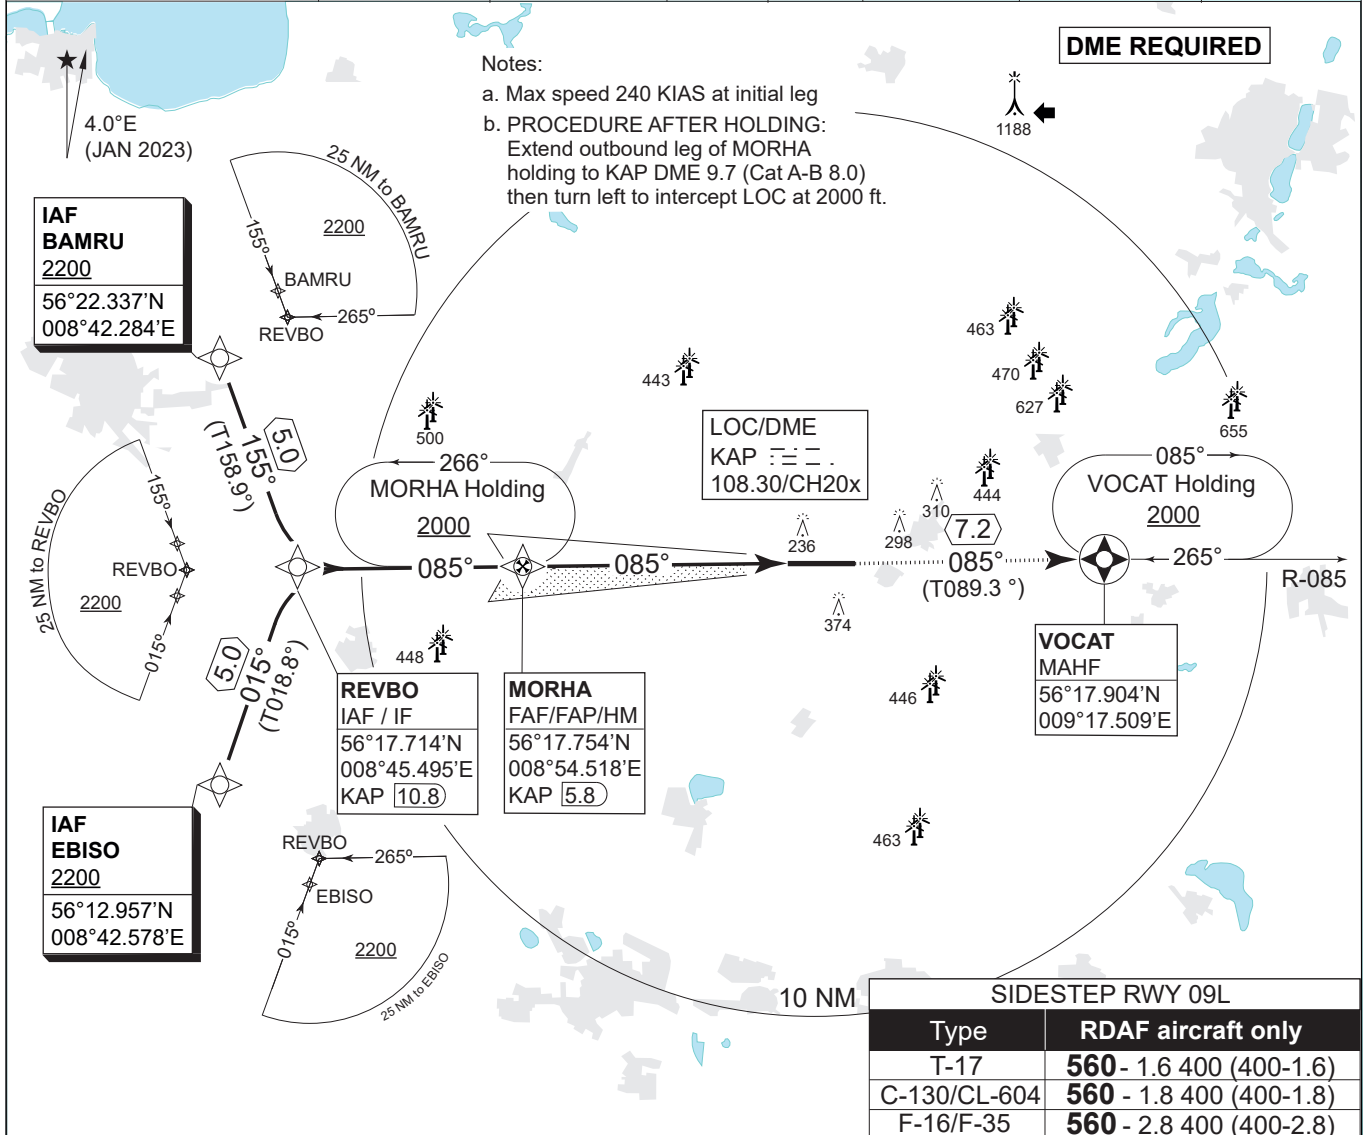 DME REQUIRED
Notes:
a. Max speed 240 KIAS at initial leg
b. PROCEDURE AFTER HOLDING:
Extend outbound leg of MORHA
holding to KAP DME 9.7 (Cat A-B 8.0)
then turn left to intercept LOC at 2000 ft.
4.0°E
(JAN 2023)
1188
IAF
BAMRU
2200
56°22.337'N
008°42.284'E
25 NM to BAMRU
2200
155º
BAMRU
REVBO
265º
463
470
627
655
443
500
444
310
298
236
374
448
446
463
5.0
155°
(T158.9°)
266°
MORHA Holding
2000
085°
085°
LOC/DME
KAP
108.30/CH20x
7.2
085°
(T089.3 °)
085°
VOCAT Holding
2000
265°
R-085
25 NM to REVBO
155º
REVBO
2200
015º
5.0
015°
(T018.8°)
REVBO
IAF / IF
56°17.714'N
008°45.495'E
KAP 10.8
MORHA
FAF/FAP/HM
56°17.754'N
008°54.518'E
KAP 5.8
VOCAT
MAHF
56°17.904'N
009°17.509'E
IAF
EBISO
2200
56°12.957'N
008°42.578'E
REVBO
265º
EBISO
015º
2200
25 NM to EBISO
10 NM
SIDESTEP RWY 09L
Type RDAF aircraft only
T-17 560 - 1.6 400 (400-1.6)
C-130/CL-604 560 - 1.8 400 (400-1.8)
F-16/F-35 560 - 2.8 400 (400-2.8)